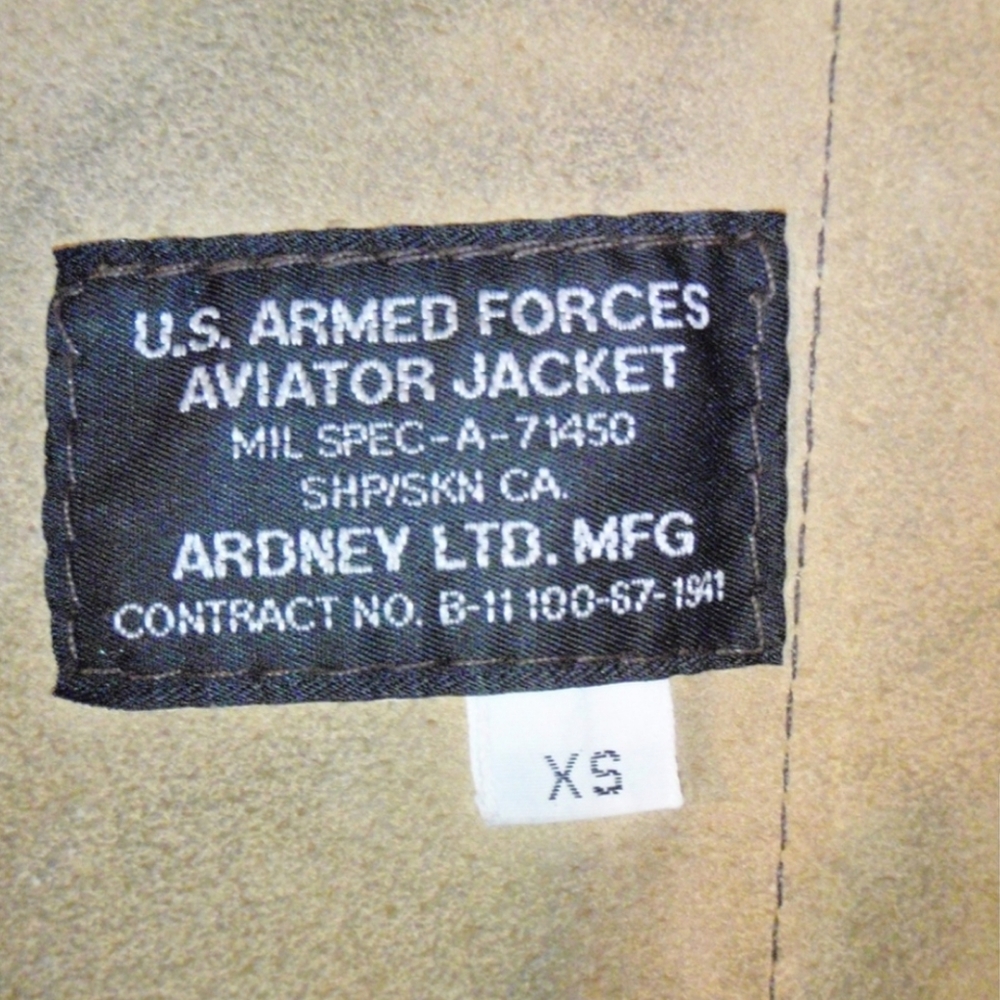 U.S. ARMED FORCES
AVIATOR JACKET
MIL SPEC-A-71450
SHP/SKN CA.
ARDNEY LTD. MFG
CONTRACT NO. B-11 100-67-1941
XS